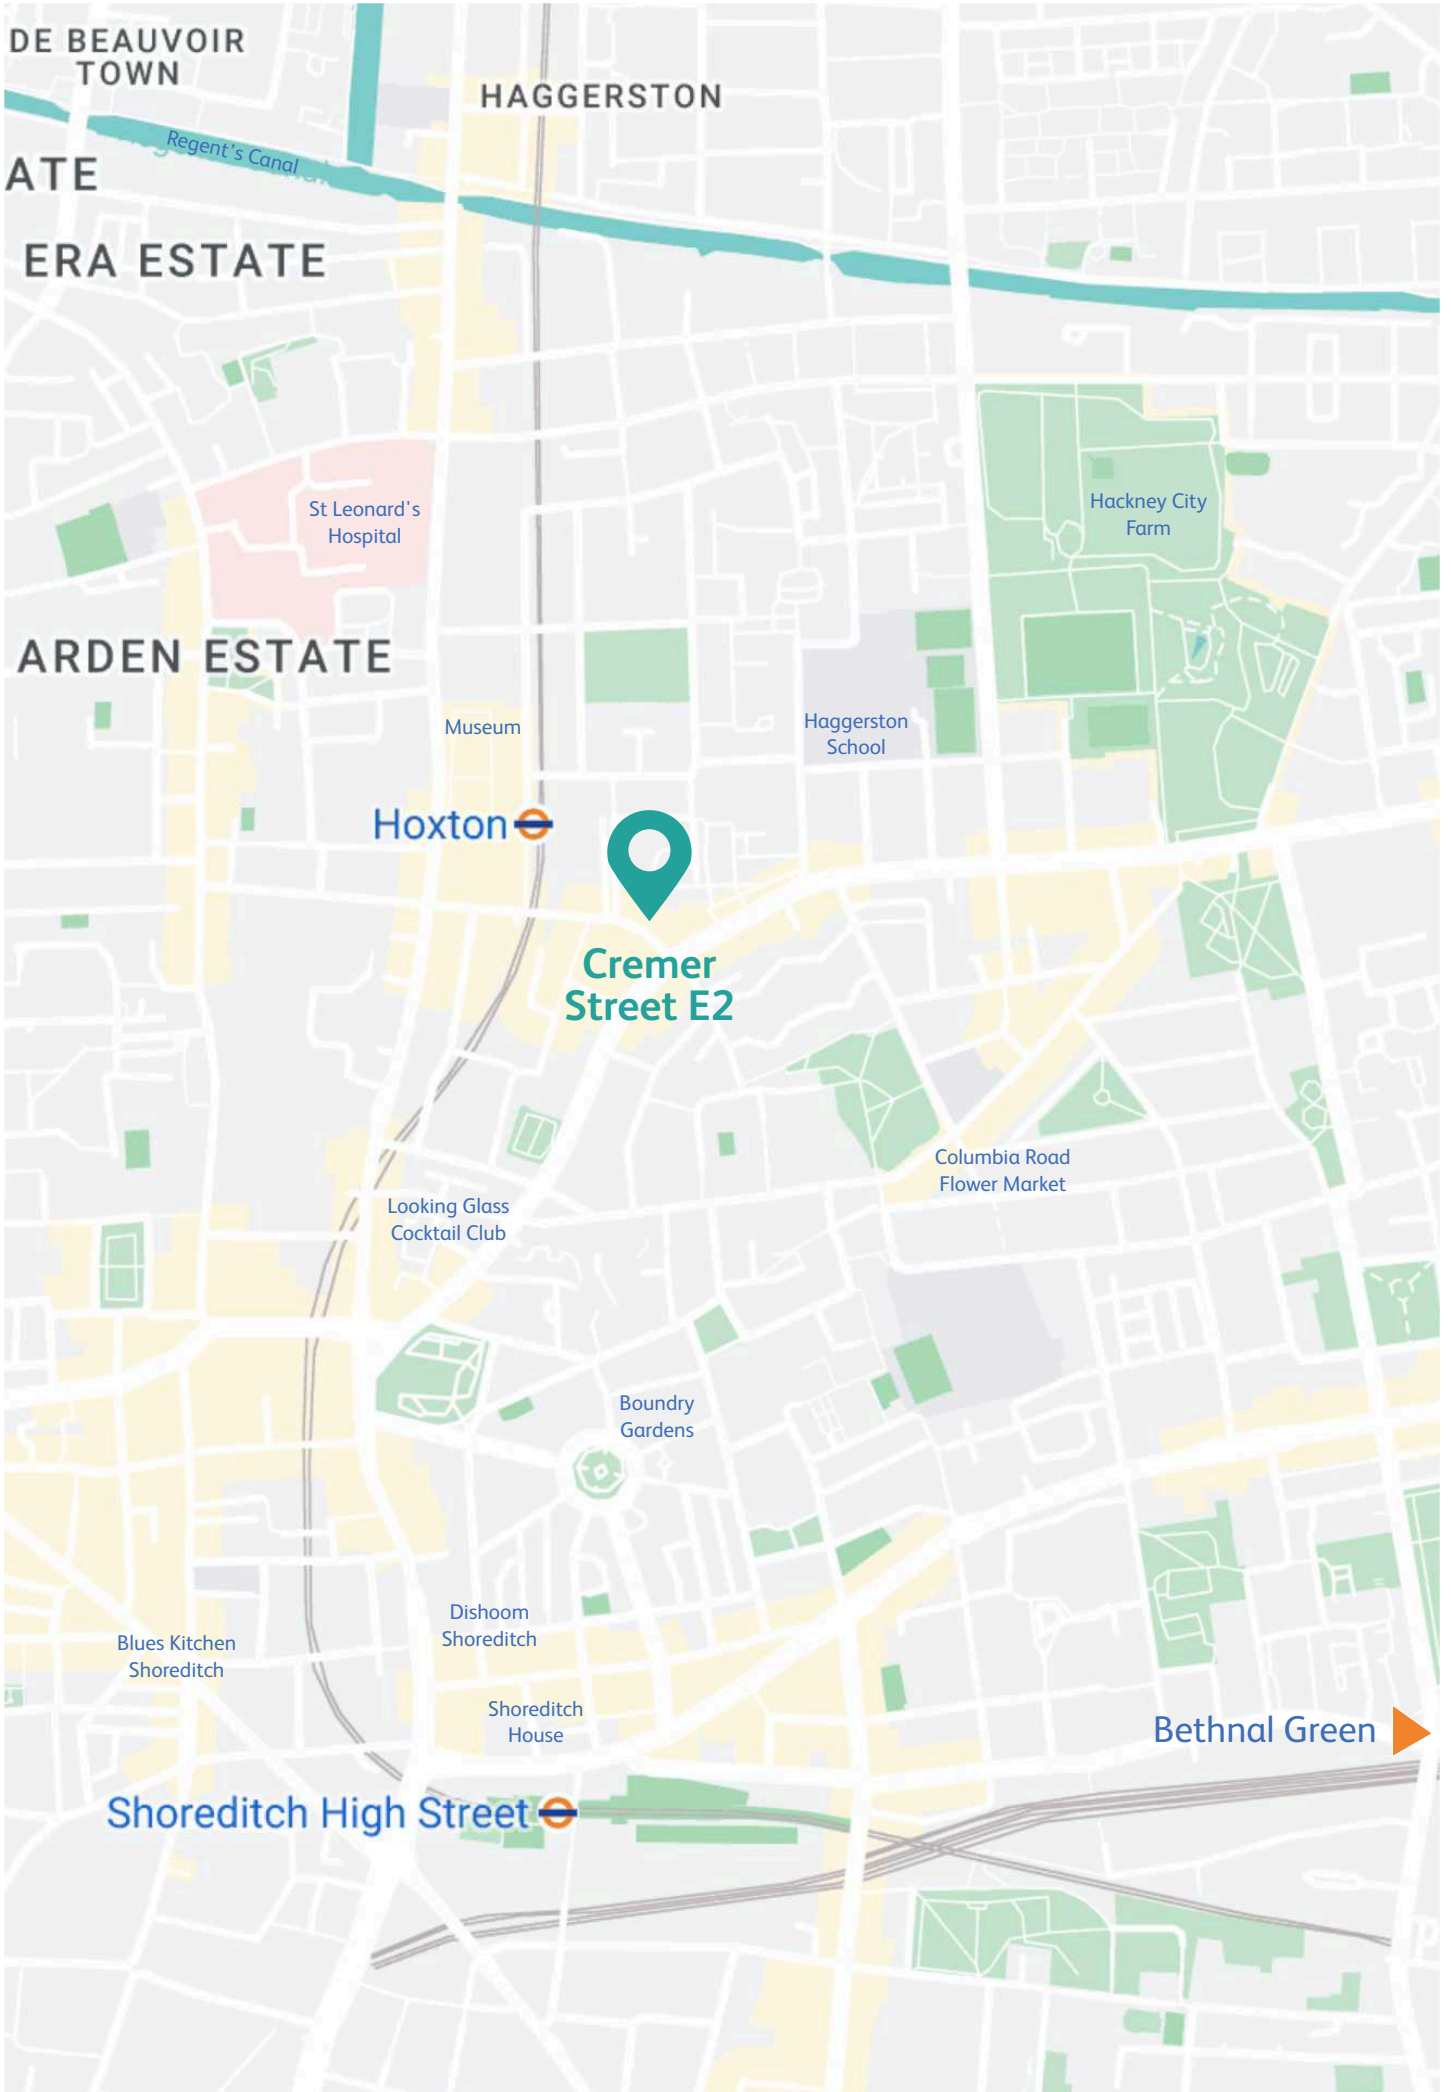 DE BEAUVOIR
TOWN
HAGGERSTON
Regent's Canal
ATE
ERA ESTATE
St Leonard's
Hospital
Hackney City
Farm
ARDEN ESTATE
Museum
Haggerston
School
Hoxton
Cremer
Street E2
Columbia Road
Flower Market
Looking Glass
Cocktail Club
Boundry
Gardens
Dishoom
Shoreditch
Blues Kitchen
Shoreditch
Shoreditch
House
Bethnal Green
Shoreditch High Street